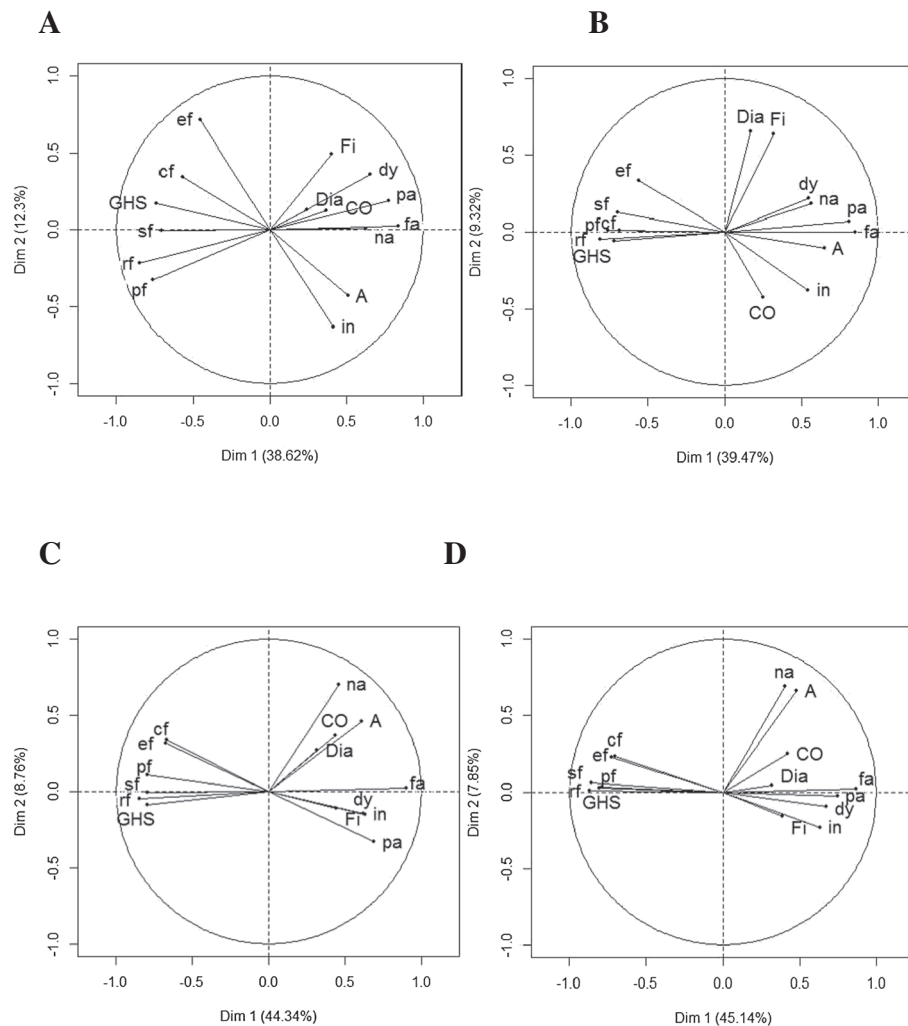 A
B
1.0
0.5
0.0
-0.5
-1.0
Dim 2 (12.3%)
ef
cf
GHS
sf
rf
pf
Fi
dy
Dia
pa
CO
fa
na
A
in
-1.0 -0.5 0.0 0.5 1.0
Dim 1 (38.62%)
1.0
0.5
0.0
-0.5
-1.0
Dim 2 (9.32%)
Dia Fi
ef
dy
sf
na
pa
pfcf
fa
rf
A
GHS
in
CO
-1.0 -0.5 0.0 0.5 1.0
Dim 1 (39.47%)
C
D
1.0
0.5
0.0
-0.5
-1.0
Dim 2 (8.76%)
na
CO A
cf
ef
Dia
pf
sf
fa
rf
dy
in
GHS
Fi
pa
-1.0 -0.5 0.0 0.5 1.0
Dim 1 (44.34%)
1.0
0.5
0.0
-0.5
-1.0
Dim 2 (7.85%)
na
A
cf
ef
CO
sf
pf
Dia
fa
rf
pa
GHS
dy
Fi
in
-1.0 -0.5 0.0 0.5 1.0
Dim 1 (45.14%)